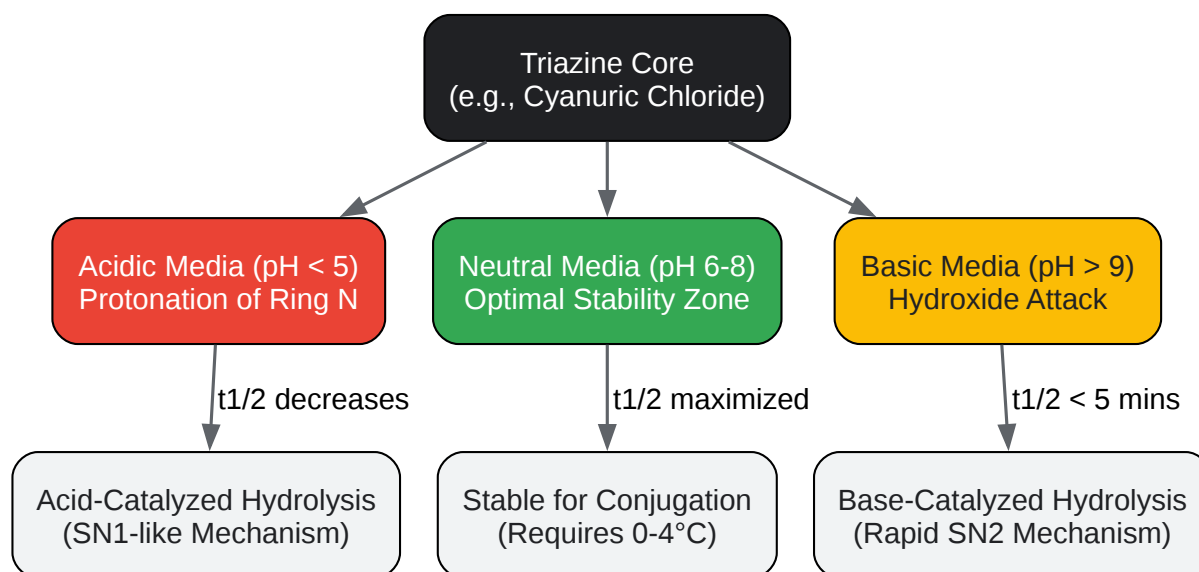 Triazine Core
(e.g., Cyanuric Chloride)
Acidic Media (pH < 5)
Protonation of Ring N
Neutral Media (pH 6-8)
Optimal Stability Zone
Basic Media (pH > 9)
Hydroxide Attack
t1/2 decreases
t1/2 maximized
t1/2 < 5 mins
Acid-Catalyzed Hydrolysis
(SN1-like Mechanism)
Stable for Conjugation
(Requires 0-4°C)
Base-Catalyzed Hydrolysis
(Rapid SN2 Mechanism)